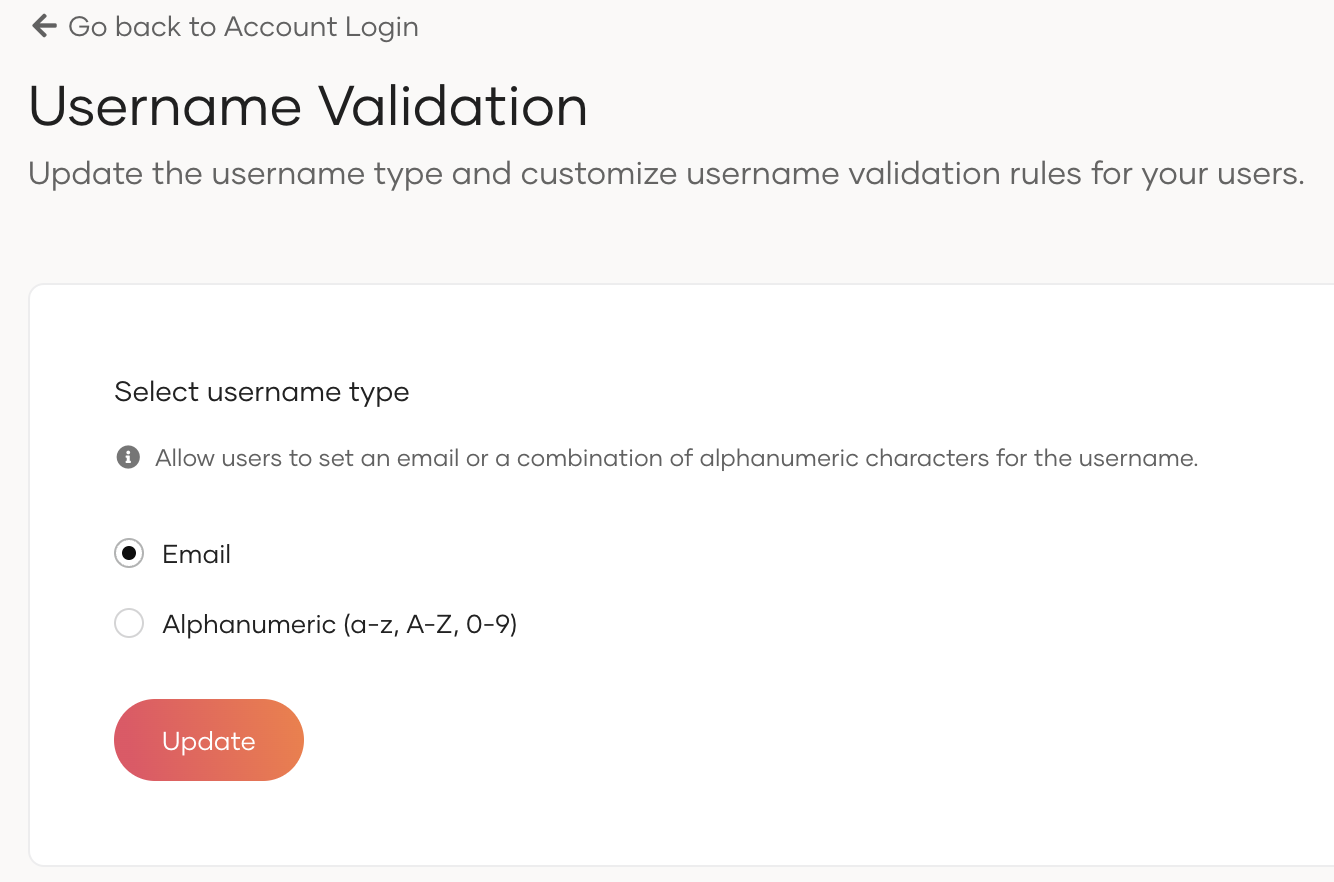 Go back to Account Login
Username Validation
Update the username type and customize username validation rules for your users.
Select username type
Allow users to set an email or a combination of alphanumeric characters for the username.
Email
Alphanumeric (a-z, A-Z, 0-9)
Update